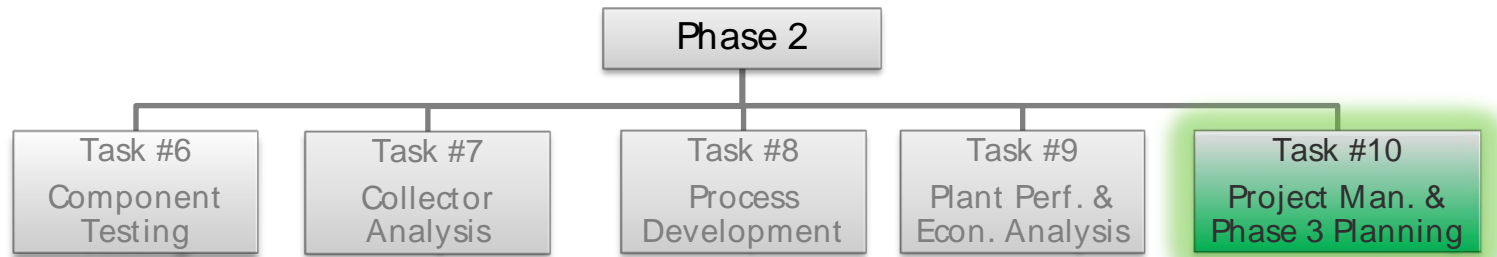 Phase 2
Task #6
Component
Testing
Task #7
Collector
Analysis
Task #8
Process
Development
Task #9
Plant Perf. &
Econ. Analysis
Task #10
Project Man. &
Phase 3 Planning